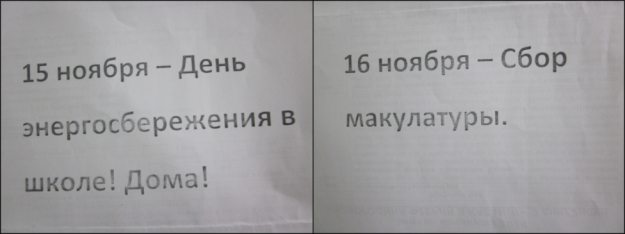 15 ноября – День
энергосбережения в
школе! Дома!
16 ноября – Сбор
макулатуры.